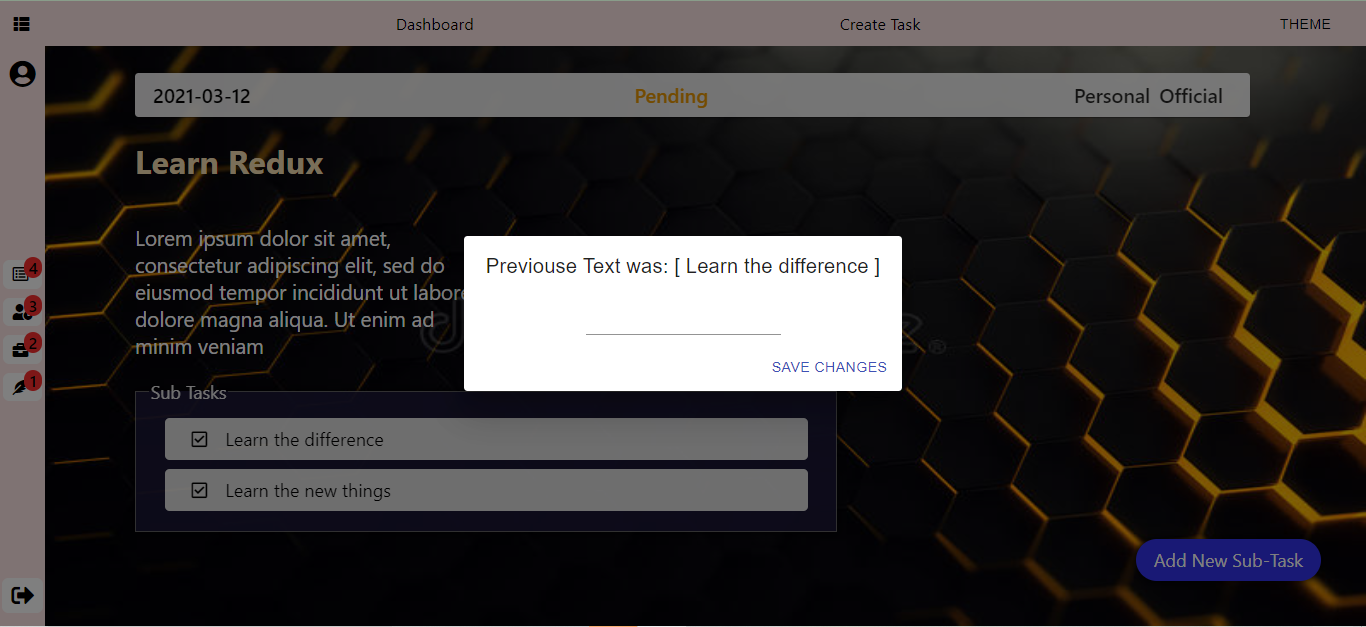 Dashboard Create Task THEME
2021-03-12 Pending Personal Official
Learn Redux
Lorem ipsum dolor sit amet,
consectetur adipiscing elit, sed do
eiusmod tempor incididunt ut labore
dolore magna aliqua. Ut enim ad
minim veniam
Previouse Text was: [ Learn the difference ]
SAVE CHANGES
4
3
2
1
Sub Tasks
Learn the difference
Learn the new things
Add New Sub-Task